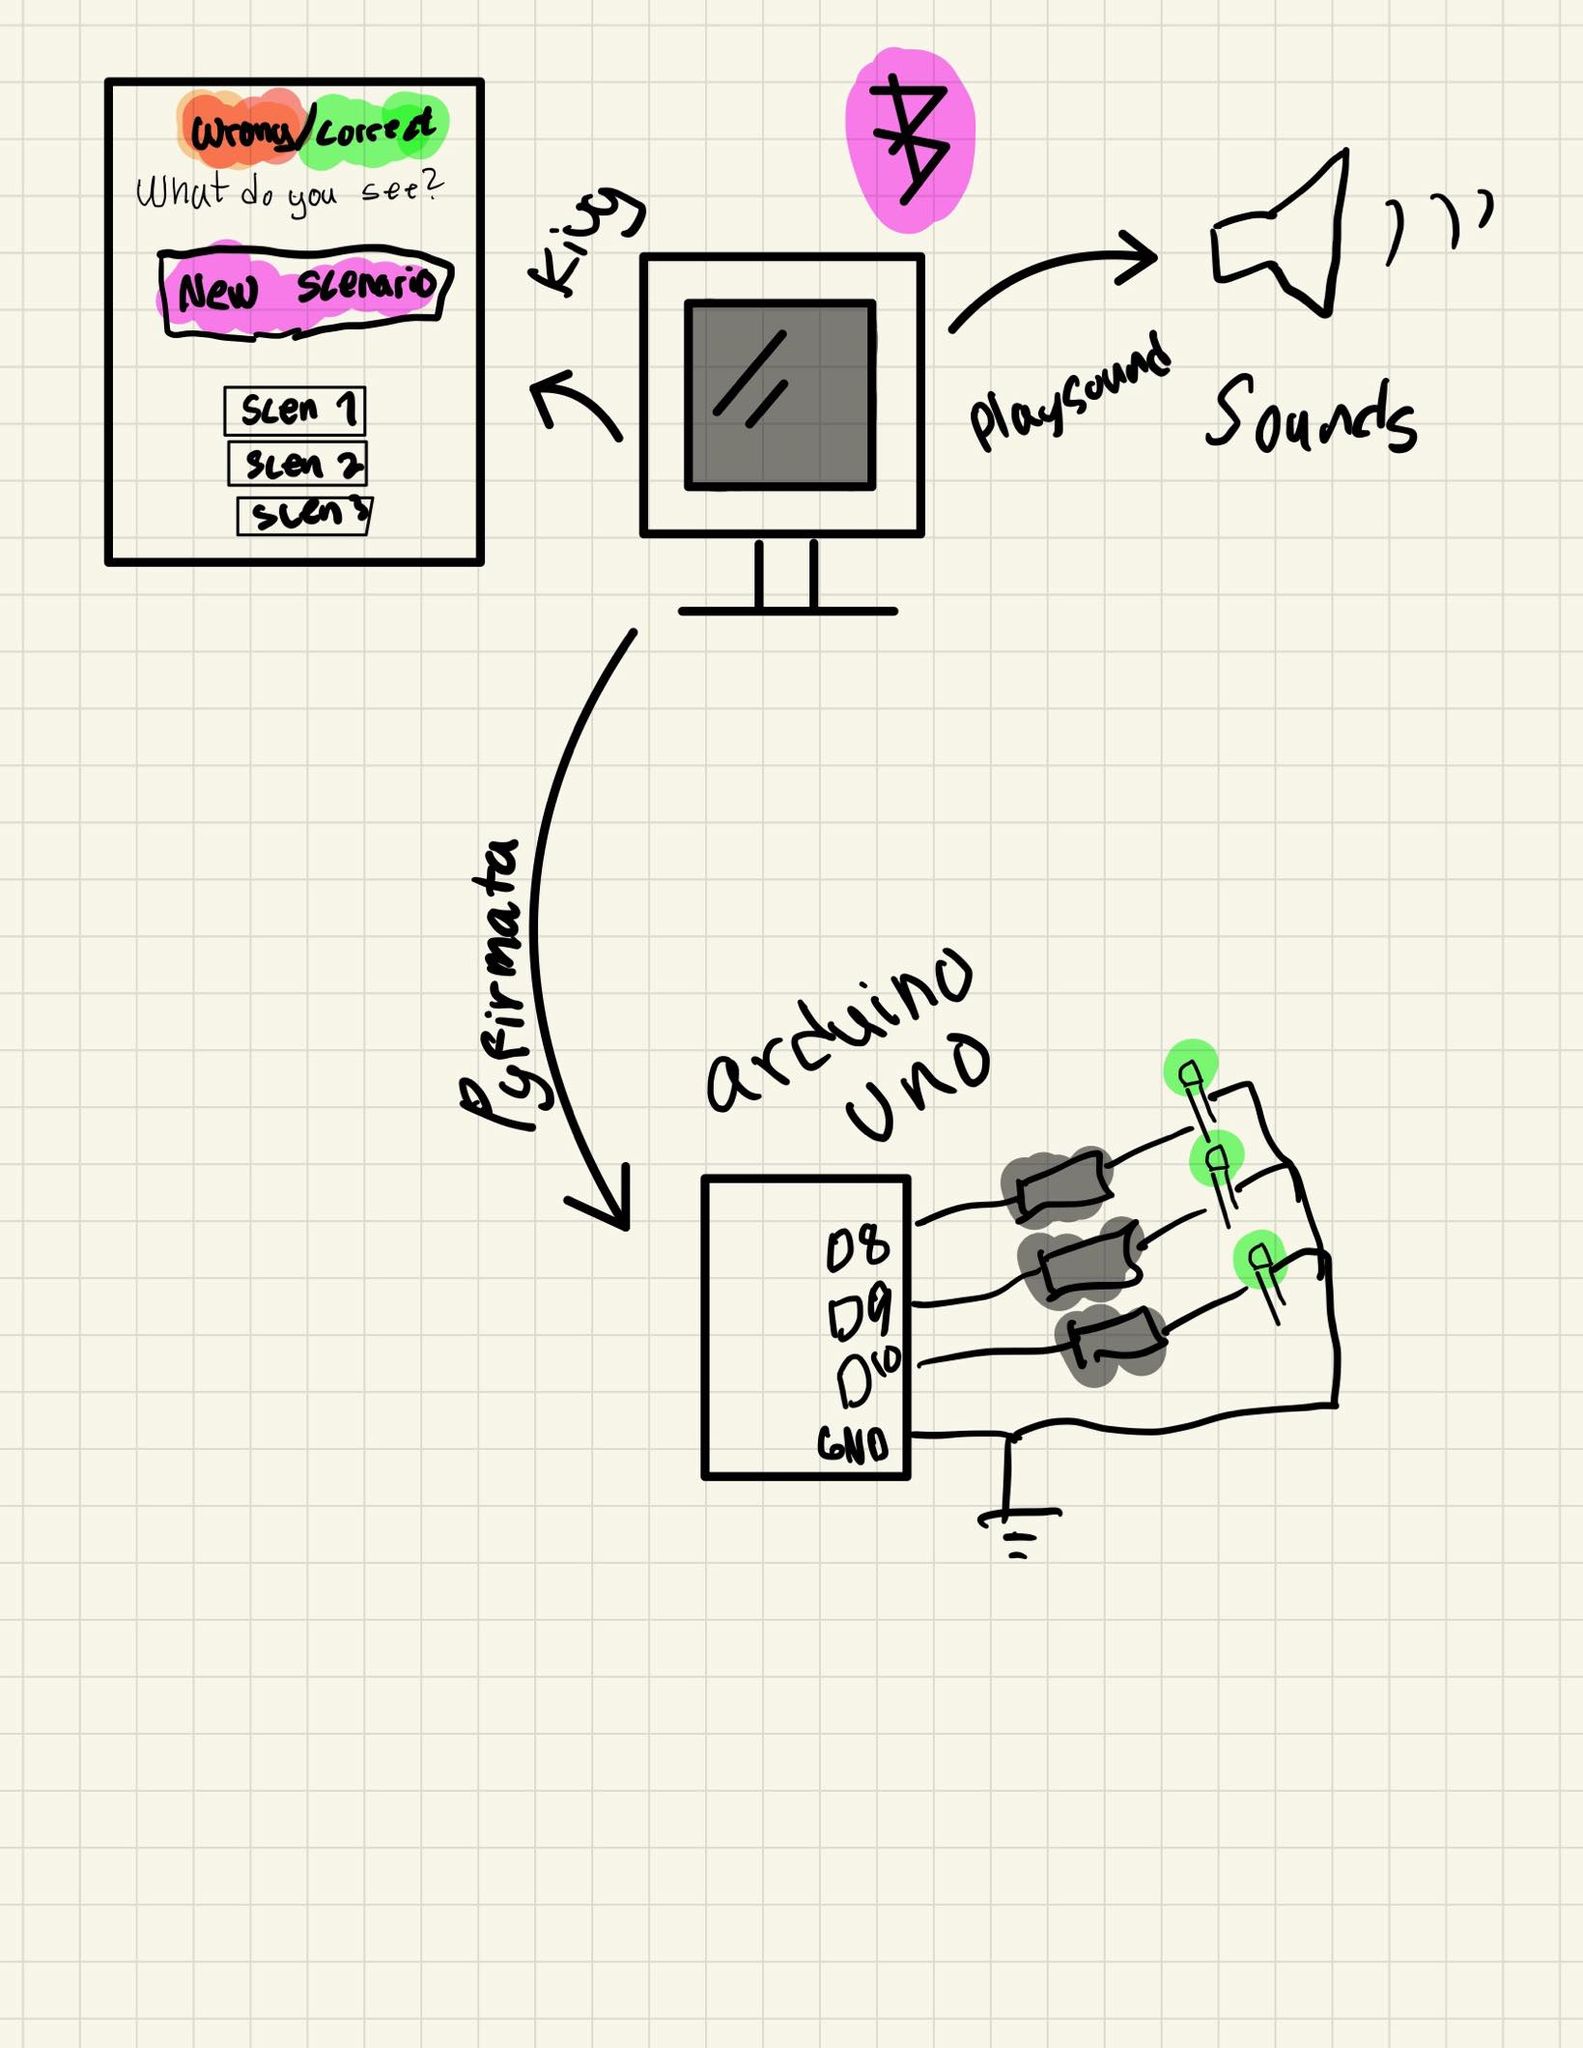 Wrong/Correct
What do you see?
New Scenario
Scen 1
Scen 2
Scen 3
Kivy
Playsound
Sounds
Pyfirmata
arduino
uno
D8
D9
D10
GND